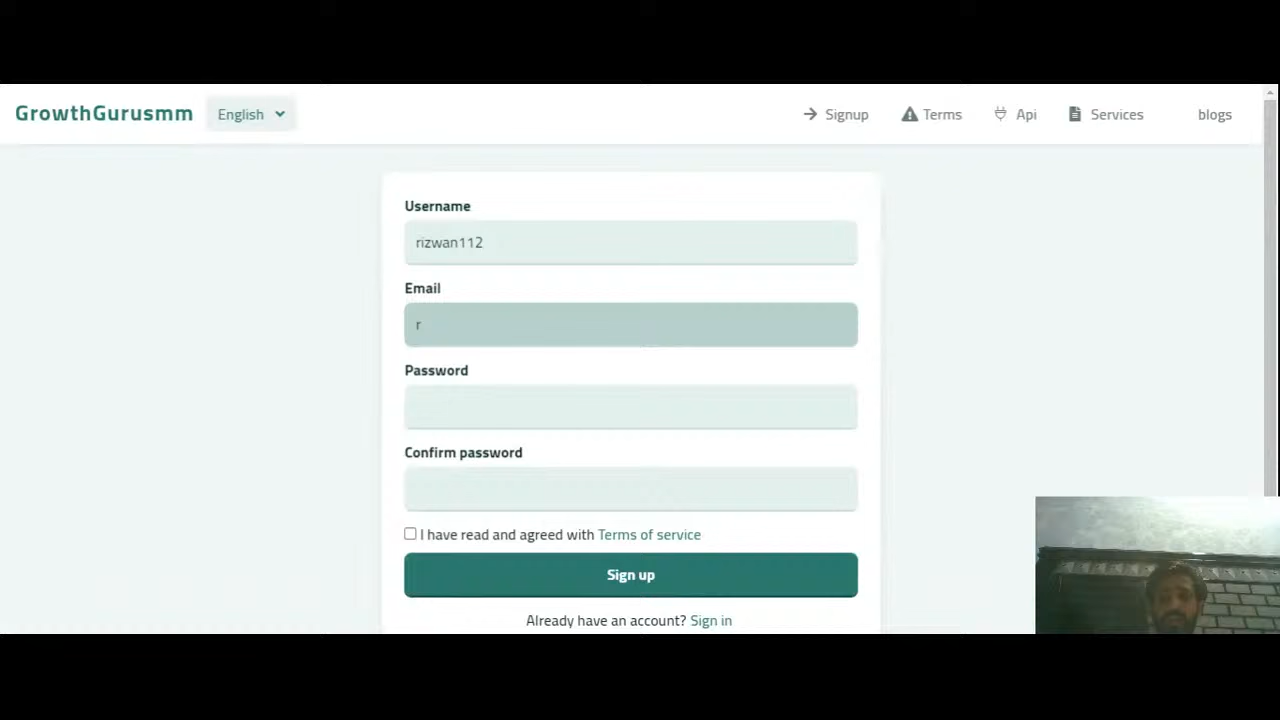 GrowthGurusmm English Signup Terms Api Services blogs
Username
rizwan112
Email
r
Password
Confirm password
I have read and agreed with Terms of service
Sign up
Already have an account? Sign in